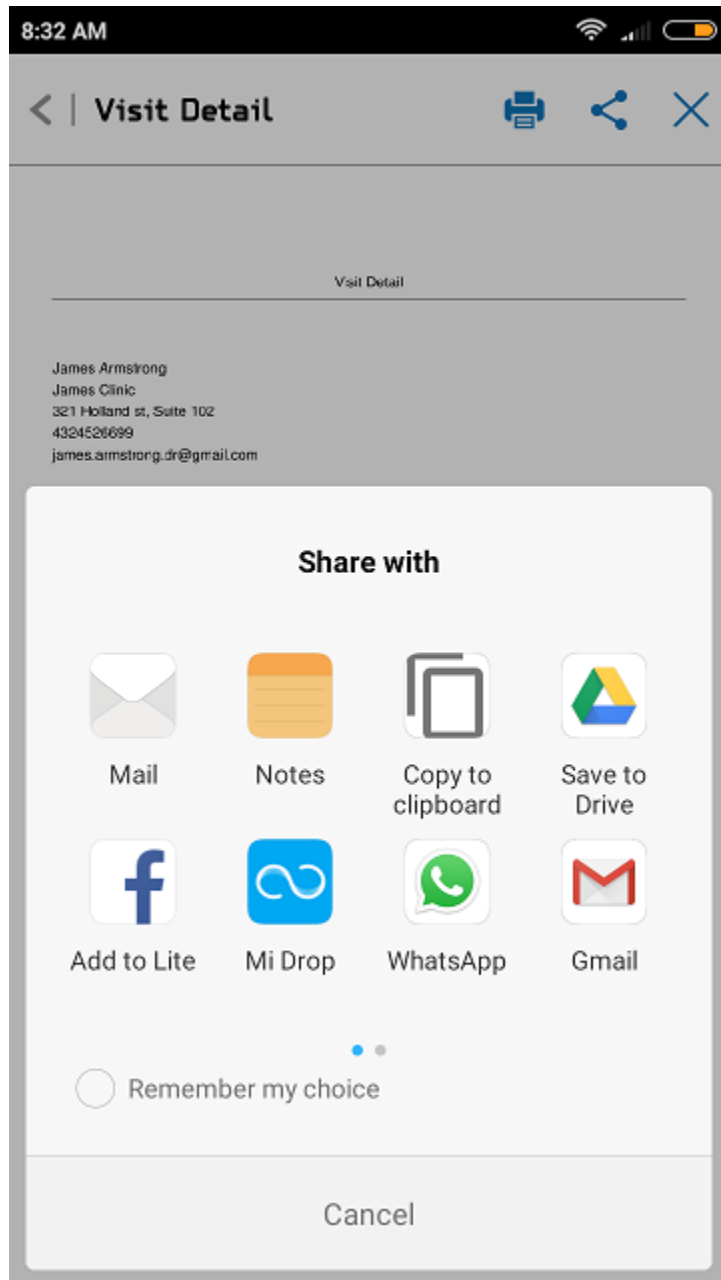 8:32 AM
Visit Detail
Visit Detail
James Armstrong
James Clinic
321 Holland st, Suite 102
4324526699
james.armstrong.dr@gmail.com
Share with
Mail Notes Copy to clipboard Save to Drive
Add to Lite Mi Drop WhatsApp Gmail
Remember my choice
Cancel